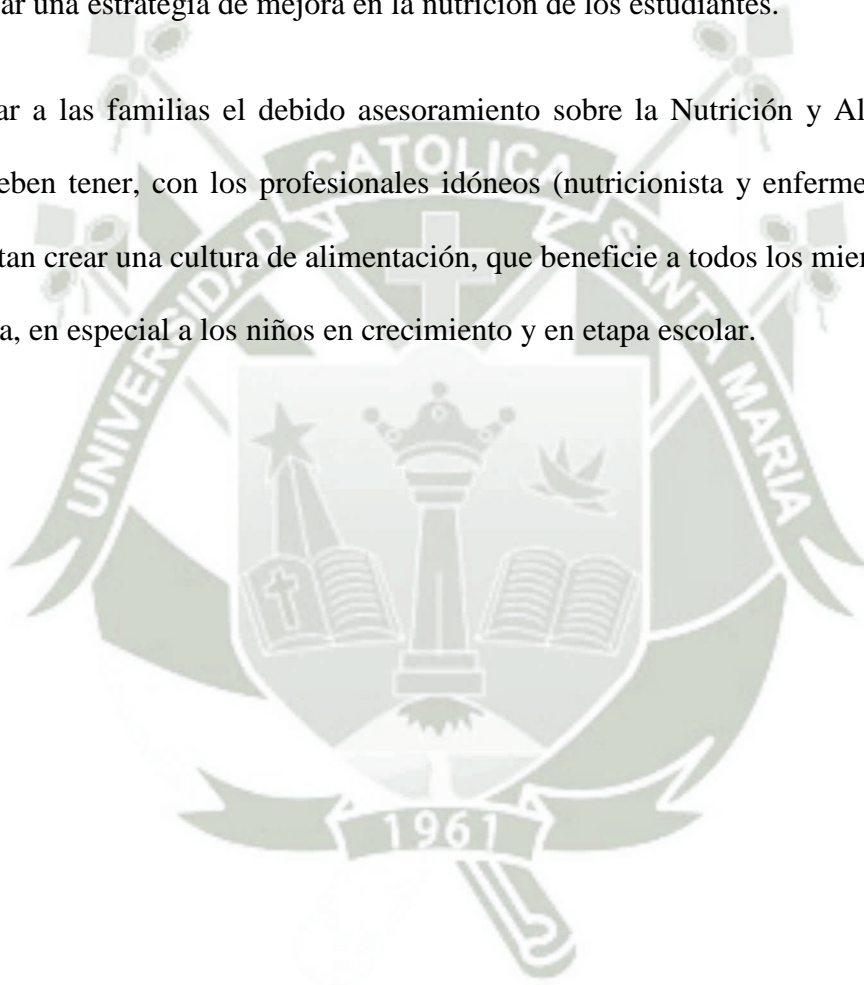 ar una estrategia de mejora en la nutrición de los estudiantes.
ar a las familias el debido asesoramiento sobre la Nutrición y Al
eben tener, con los profesionales idóneos (nutricionista y enferme
tan crear una cultura de alimentación, que beneficie a todos los mie
a, en especial a los niños en crecimiento y en etapa escolar.
UNIVERSIDAD CATOLICA SANTA MARIA
1961